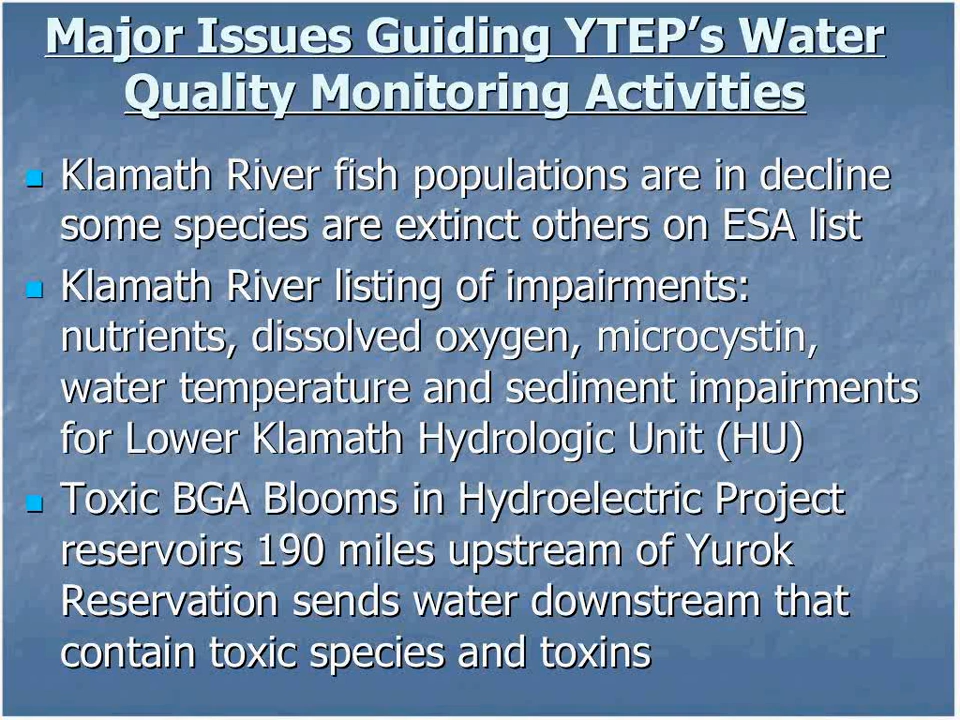 Major Issues Guiding YTEP’s Water
Quality Monitoring Activities
Klamath River fish populations are in decline
some species are extinct others on ESA list
Klamath River listing of impairments:
nutrients, dissolved oxygen, microcystin,
water temperature and sediment impairments
for Lower Klamath Hydrologic Unit (HU)
Toxic BGA Blooms in Hydroelectric Project
reservoirs 190 miles upstream of Yurok
Reservation sends water downstream that
contain toxic species and toxins